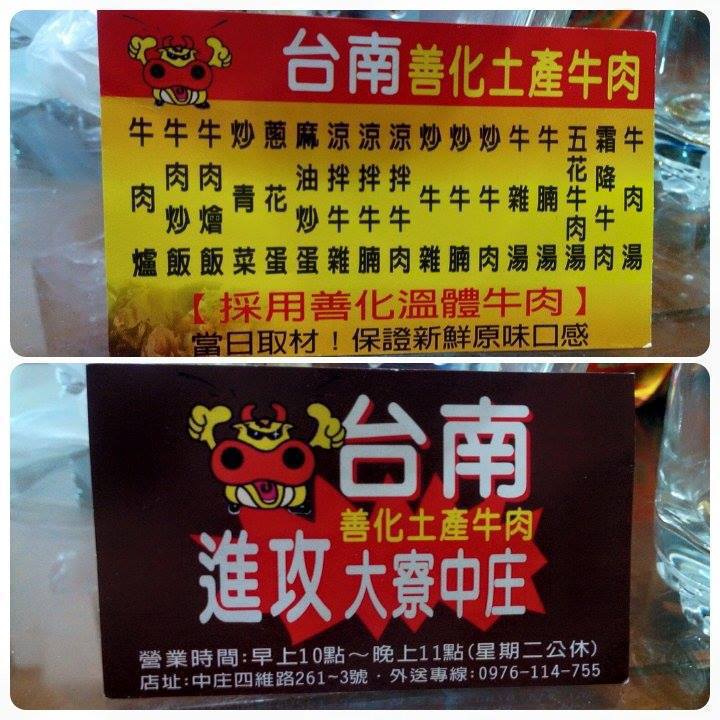 台南善化土產牛肉
牛肉湯
霜降牛肉
五花牛肉湯
牛腩湯
牛雜湯
炒牛肉
炒牛腩
炒牛雜
涼拌牛肉
涼拌牛腩
涼拌牛雜
麻油炒蛋
蔥花蛋
炒青菜
牛肉燴飯
牛肉炒飯
牛肉爐
【採用善化溫體牛肉】
當日取材！保證新鮮原味口感
台南
善化土產牛肉
進攻大寮中庄
營業時間:早上10點～晚上11點(星期二公休)
店址:中庄四維路261~3號·外送專線:0976-114-755